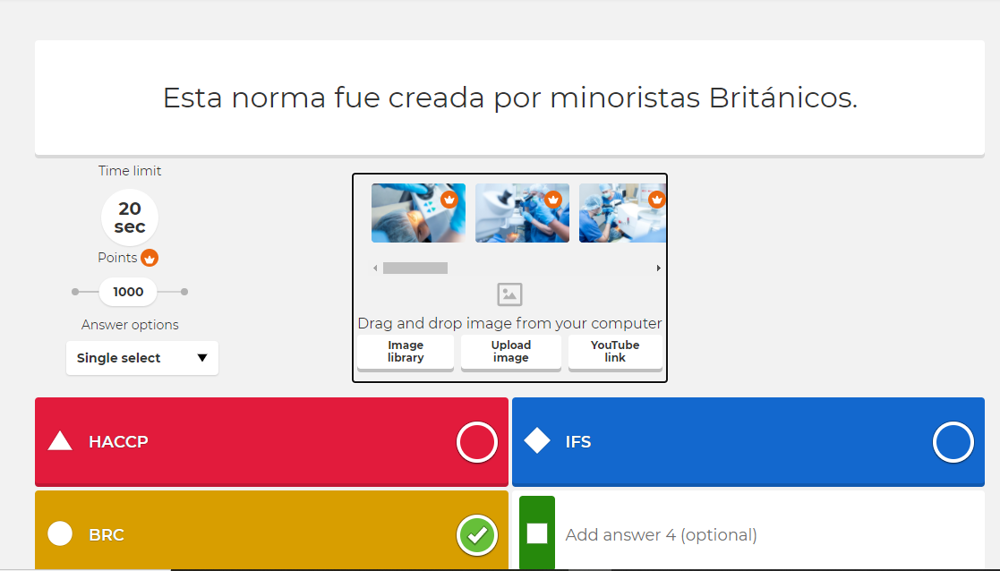 Esta norma fue creada por minoristas Británicos.
Time limit
20
sec
Points
1000
Answer options
Single select
Drag and drop image from your computer
Image
library
Upload
image
YouTube
link
HACCP
IFS
BRC
Add answer 4 (optional)